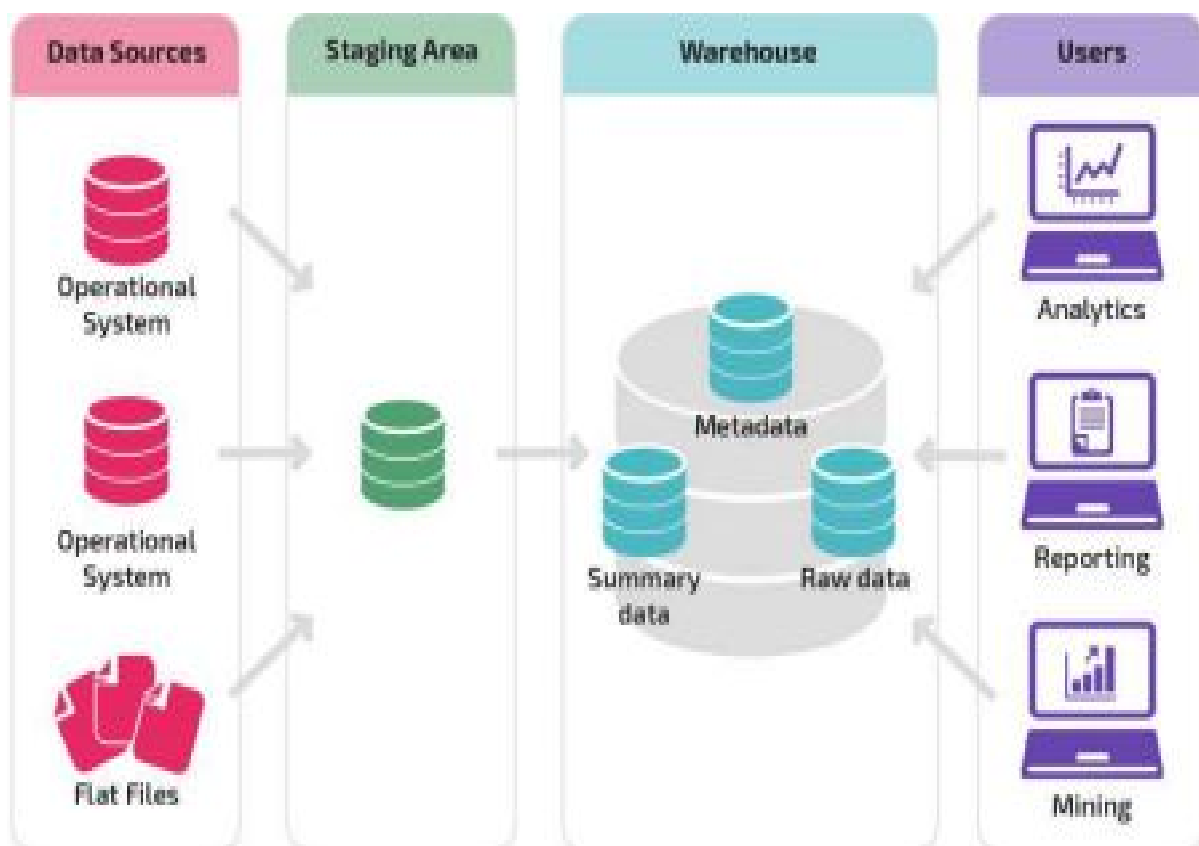 Data Sources
Staging Area
Warehouse
Users
Operational
System
Operational
System
Flat Files
Metadata
Summary
data
Raw data
Analytics
Reporting
Mining